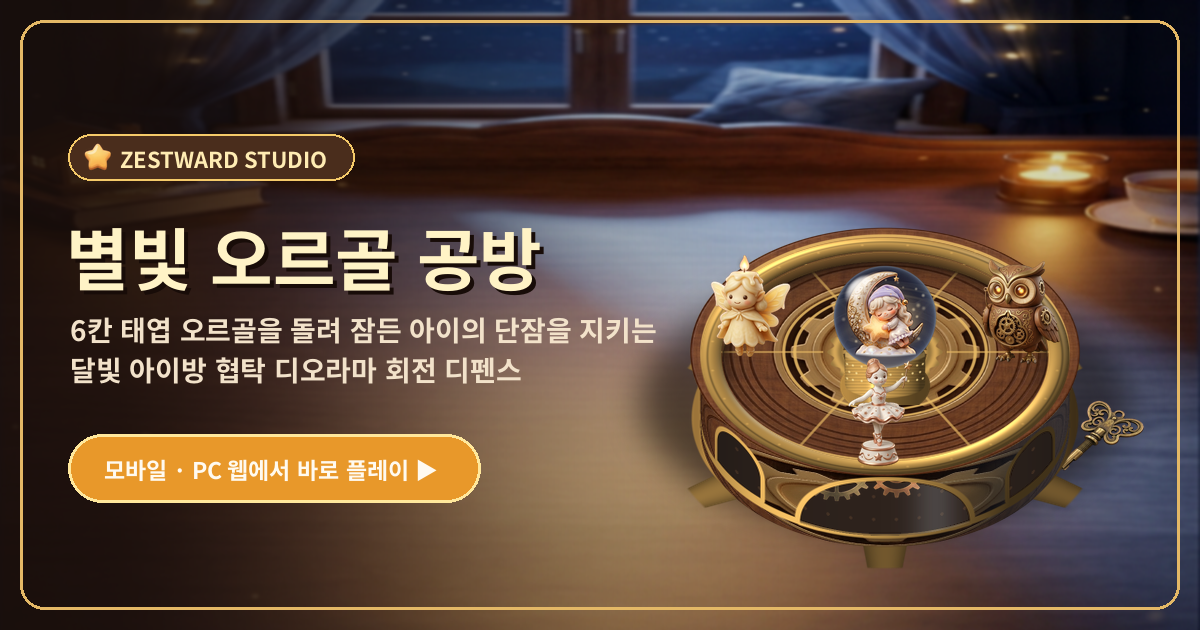 ZESTWARD STUDIO
별빛 오르골 공방
6칸 태엽 오르골을 돌려 잠든 아이의 단잠을 지키는
달빛 아이방 협탁 디오라마 회전 디펜스
모바일 · PC 웹에서 바로 플레이 ▶